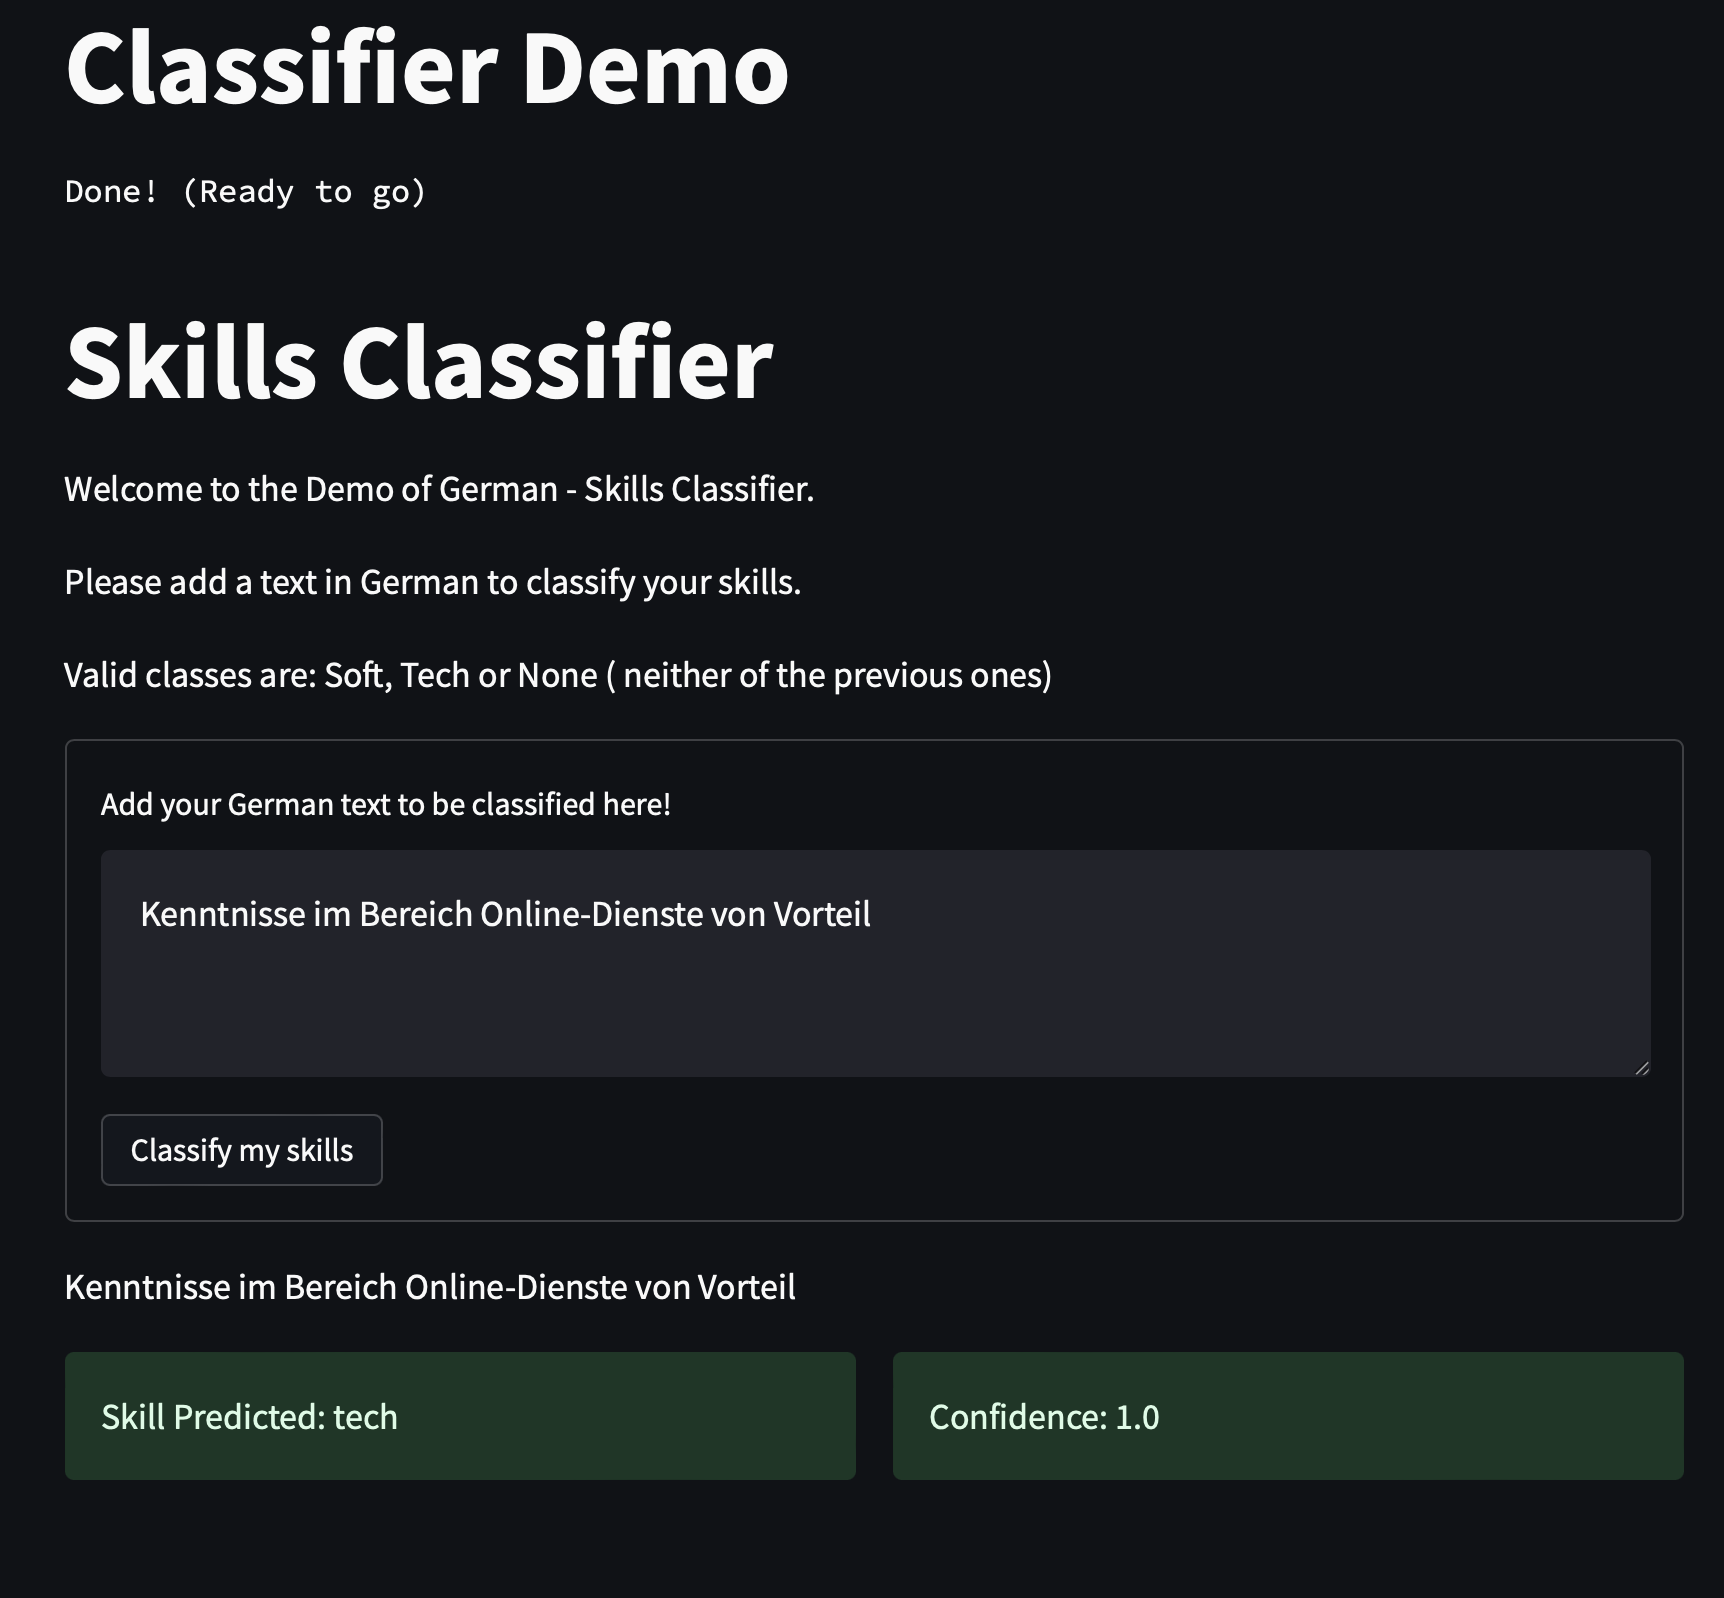 Classifier Demo
Done! (Ready to go)
Skills Classifier
Welcome to the Demo of German - Skills Classifier.
Please add a text in German to classify your skills.
Valid classes are: Soft, Tech or None ( neither of the previous ones)
Add your German text to be classified here!
Kenntnisse im Bereich Online-Dienste von Vorteil
Classify my skills
Kenntnisse im Bereich Online-Dienste von Vorteil
Skill Predicted: tech
Confidence: 1.0